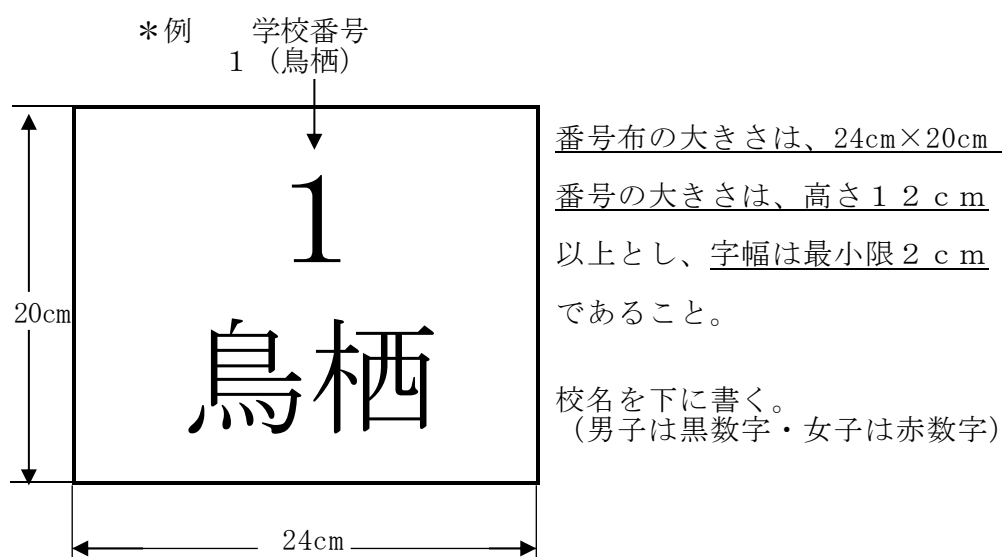 ＊例　　学校番号
１（鳥栖）
1
鳥栖
20cm
24cm
番号布の大きさは、24cm×20cm
番号の大きさは、高さ１２ｃｍ
以上とし、字幅は最小限２ｃｍ
であること。
校名を下に書く。
（男子は黒数字・女子は赤数字）